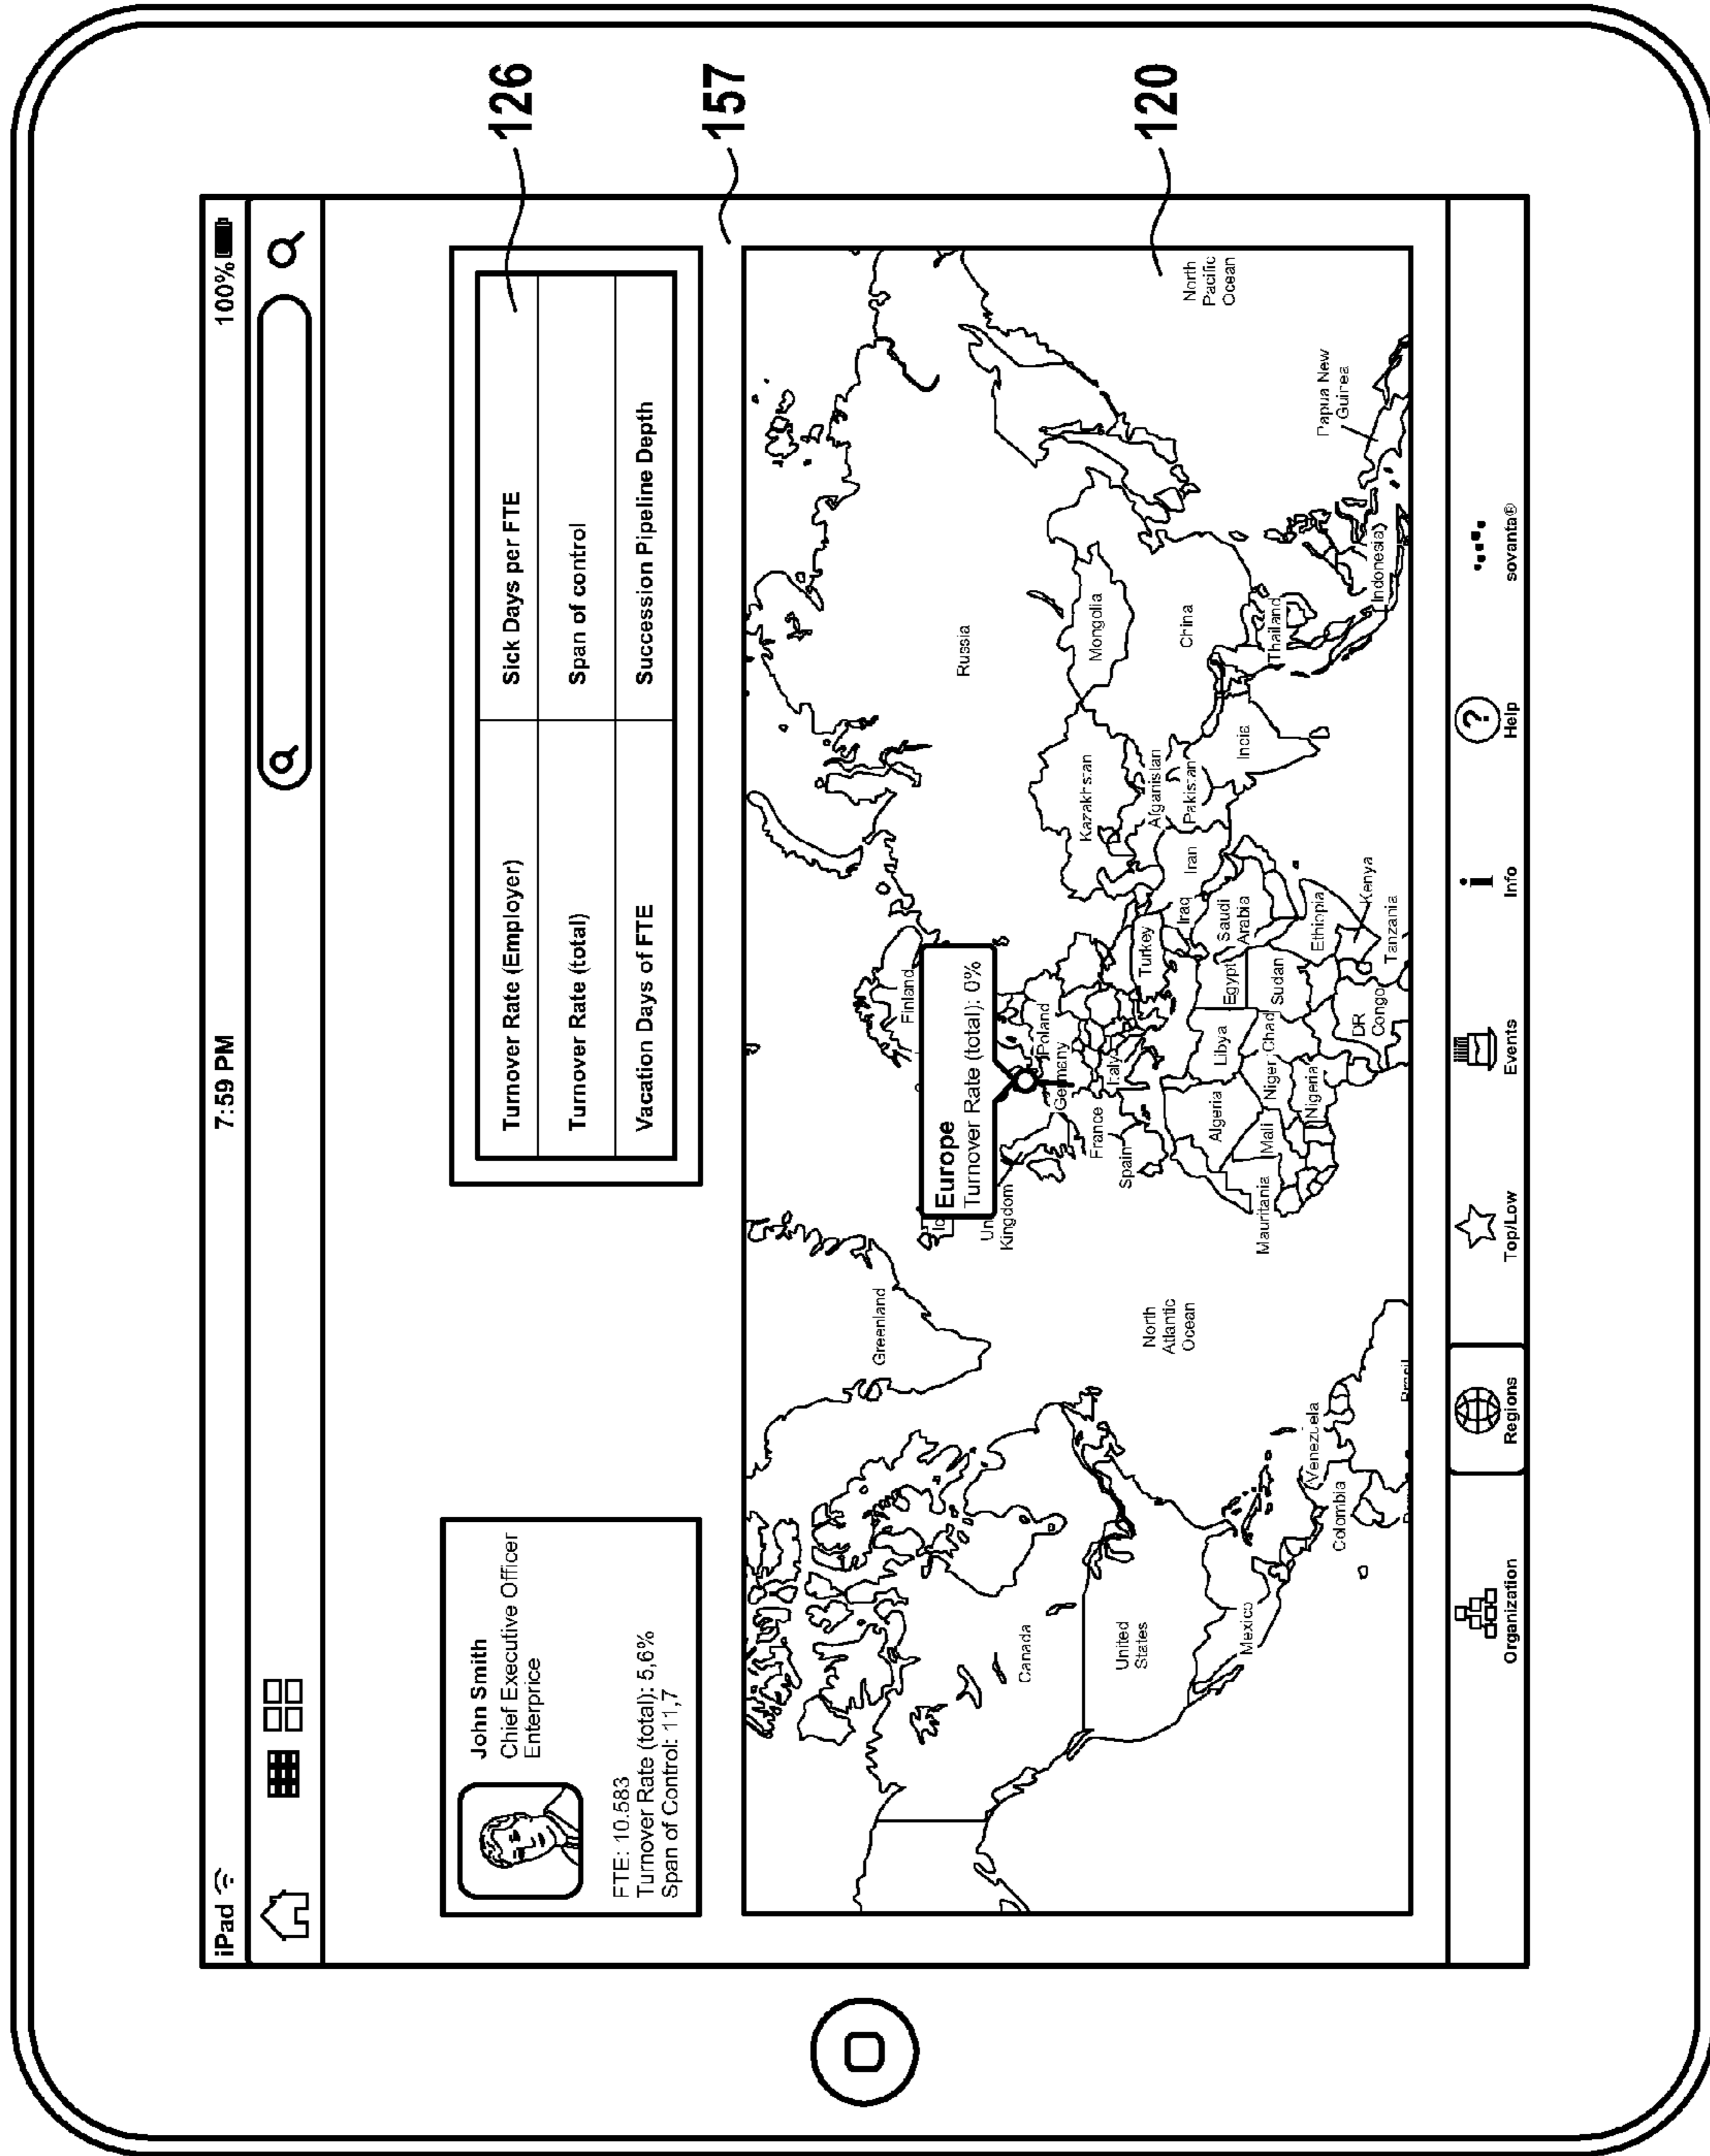 iPad
7:59 PM
100%
John Smith
Chief Executive Officer
Enterprice
FTE: 10.583
Turnover Rate (total): 5,6%
Span of Control: 11,7
Turnover Rate (Employer)
Sick Days per FTE
Turnover Rate (total)
Span of control
Vacation Days of FTE
Succession Pipeline Depth
126
157
120
Greenland
Finland
Russia
Europe
Turnover Rate (total): 0%
Kingdom
Poland
Germany
France
Italy
Spain
Turkey
Canada
United
States
Mexico
North
Atlantic
Ocean
Venezuela
Colombia
Kazakhstan
Mongolia
China
Afganistan
Pakistan
India
Iran
Iraq
Saudi
Arabia
Thailand
Indonesia
Papua New
Guinea
North
Pacific
Ocean
Algeria
Libya
Egypt
Mauritania
Mali
Niger
Chad
Sudan
Nigeria
Ethiopia
DR
Congo
Kenya
Tanzania
Organization
Regions
Top/Low
Events
i
Info
?
Help
sovanta®